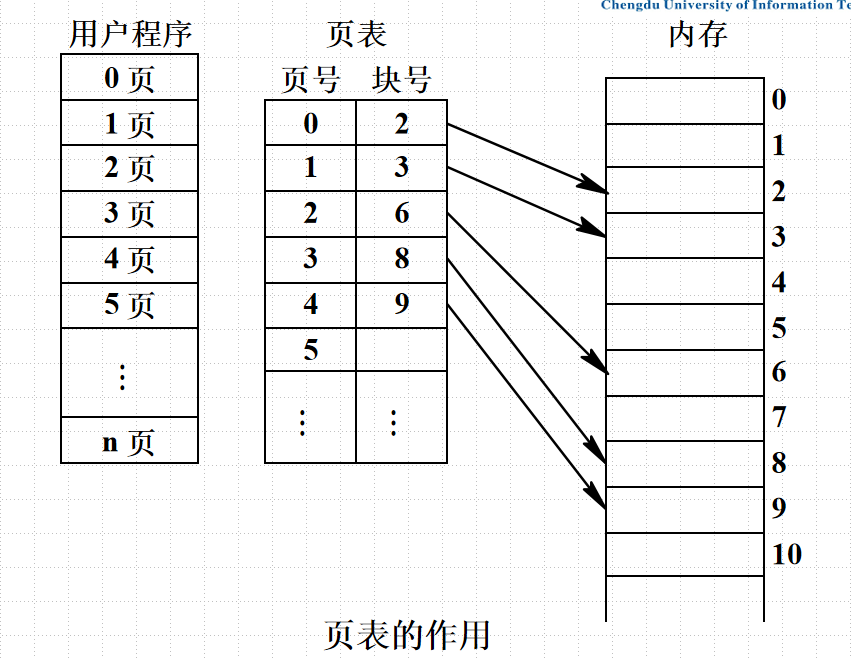 Chengdu University of Information Te
用户程序 页表 内存
页号 块号
0 页
1 页
2 页
3 页
4 页
5 页
⋮
n 页
0 2
1 3
2 6
3 8
4 9
5
⋮ ⋮
0
1
2
3
4
5
6
7
8
9
10
页表的作用